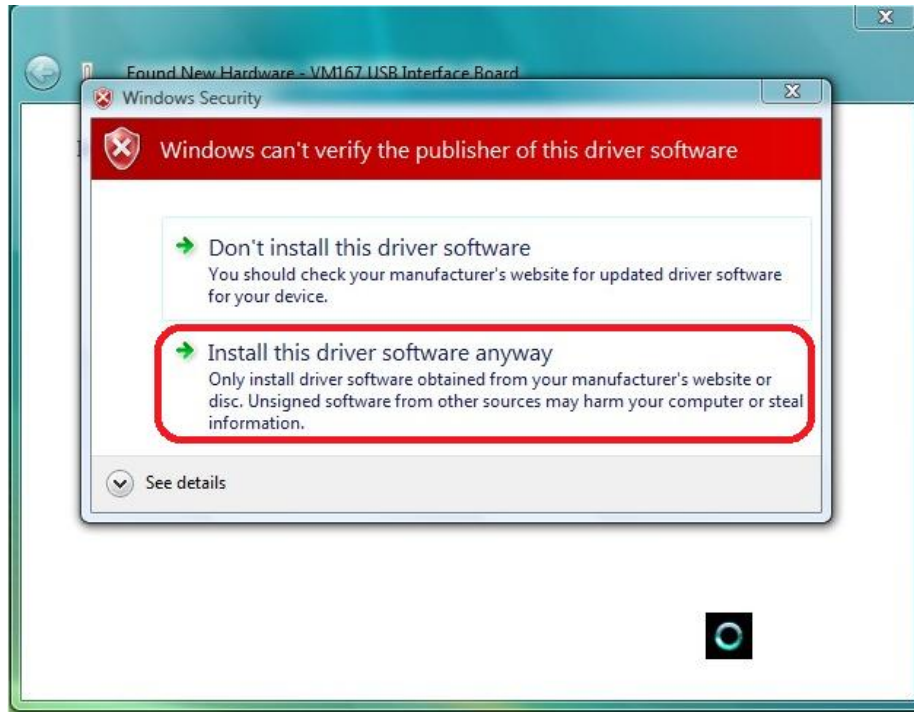 Found New Hardware - VM167 USB Interface Board
Windows Security
Windows can't verify the publisher of this driver software
Don't install this driver software
You should check your manufacturer's website for updated driver software
for your device.
Install this driver software anyway
Only install driver software obtained from your manufacturer's website or
disc. Unsigned software from other sources may harm your computer or steal
information.
See details